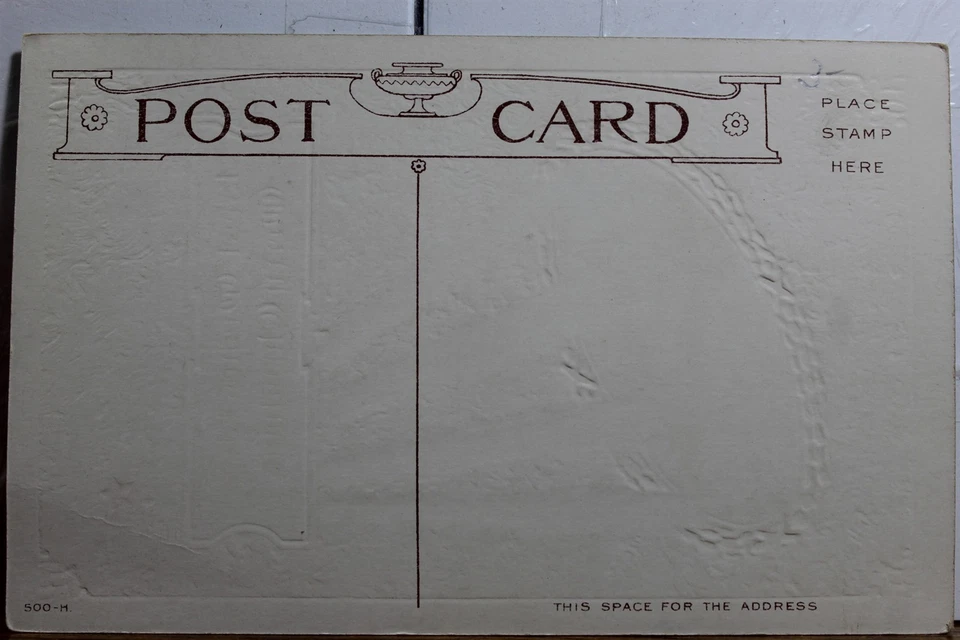 POST CARD
PLACE
STAMP
HERE
500-H.
THIS SPACE FOR THE ADDRESS